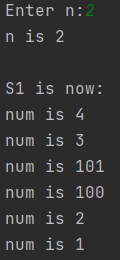 Enter n:2
n is 2

S1 is now:
num is 4
num is 3
num is 101
num is 100
num is 2
num is 1